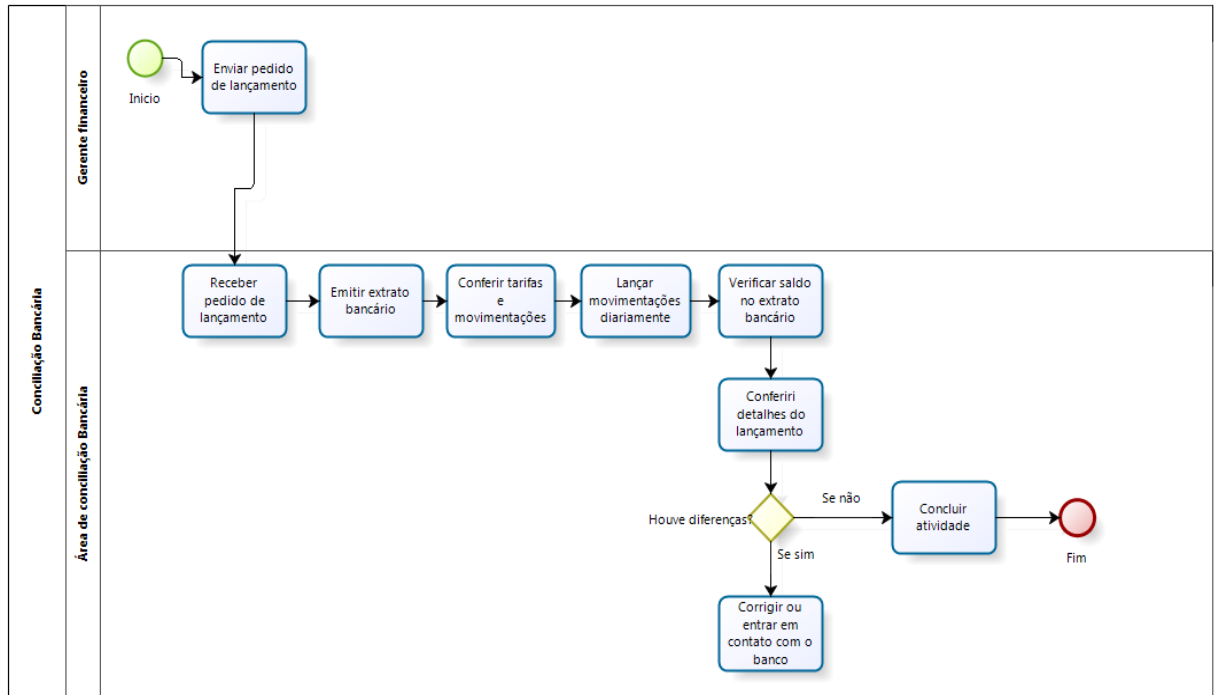 Conciliação Bancária
Gerente financeiro
Inicio
Enviar pedido
de lançamento
Área de conciliação Bancária
Receber
pedido de
lançamento
Emitir extrato
bancário
Conferir tarifas
e
movimentações
Lançar
movimentações
diariamente
Verificar saldo
no extrato
bancário
Conferiri
detalhes do
lançamento
Houve diferenças?
Se não
Concluir
atividade
Fim
Se sim
Corrigir ou
entrar em
contato com o
banco